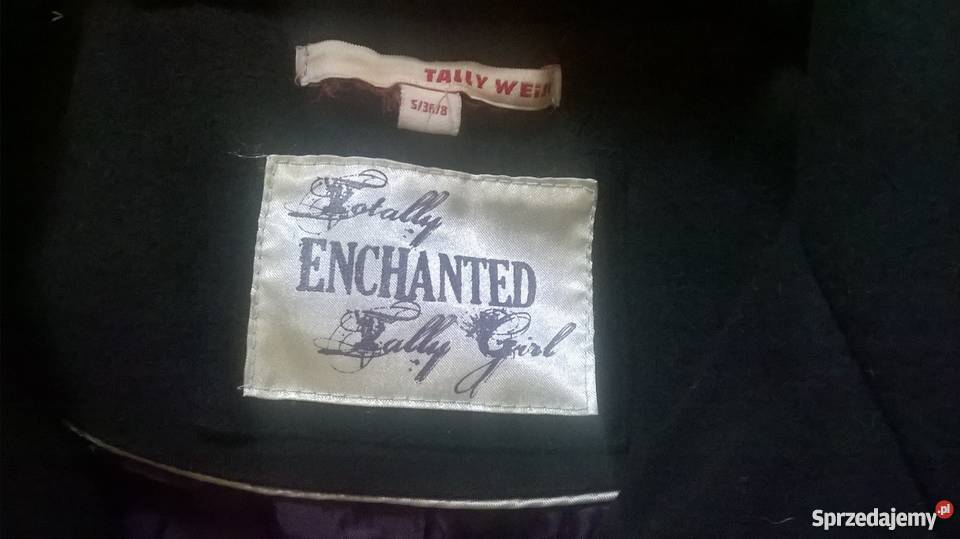 TALLY WEiJL
S/36/8
Totally
ENCHANTED
Tally Girl
Sprzedajemy.pl